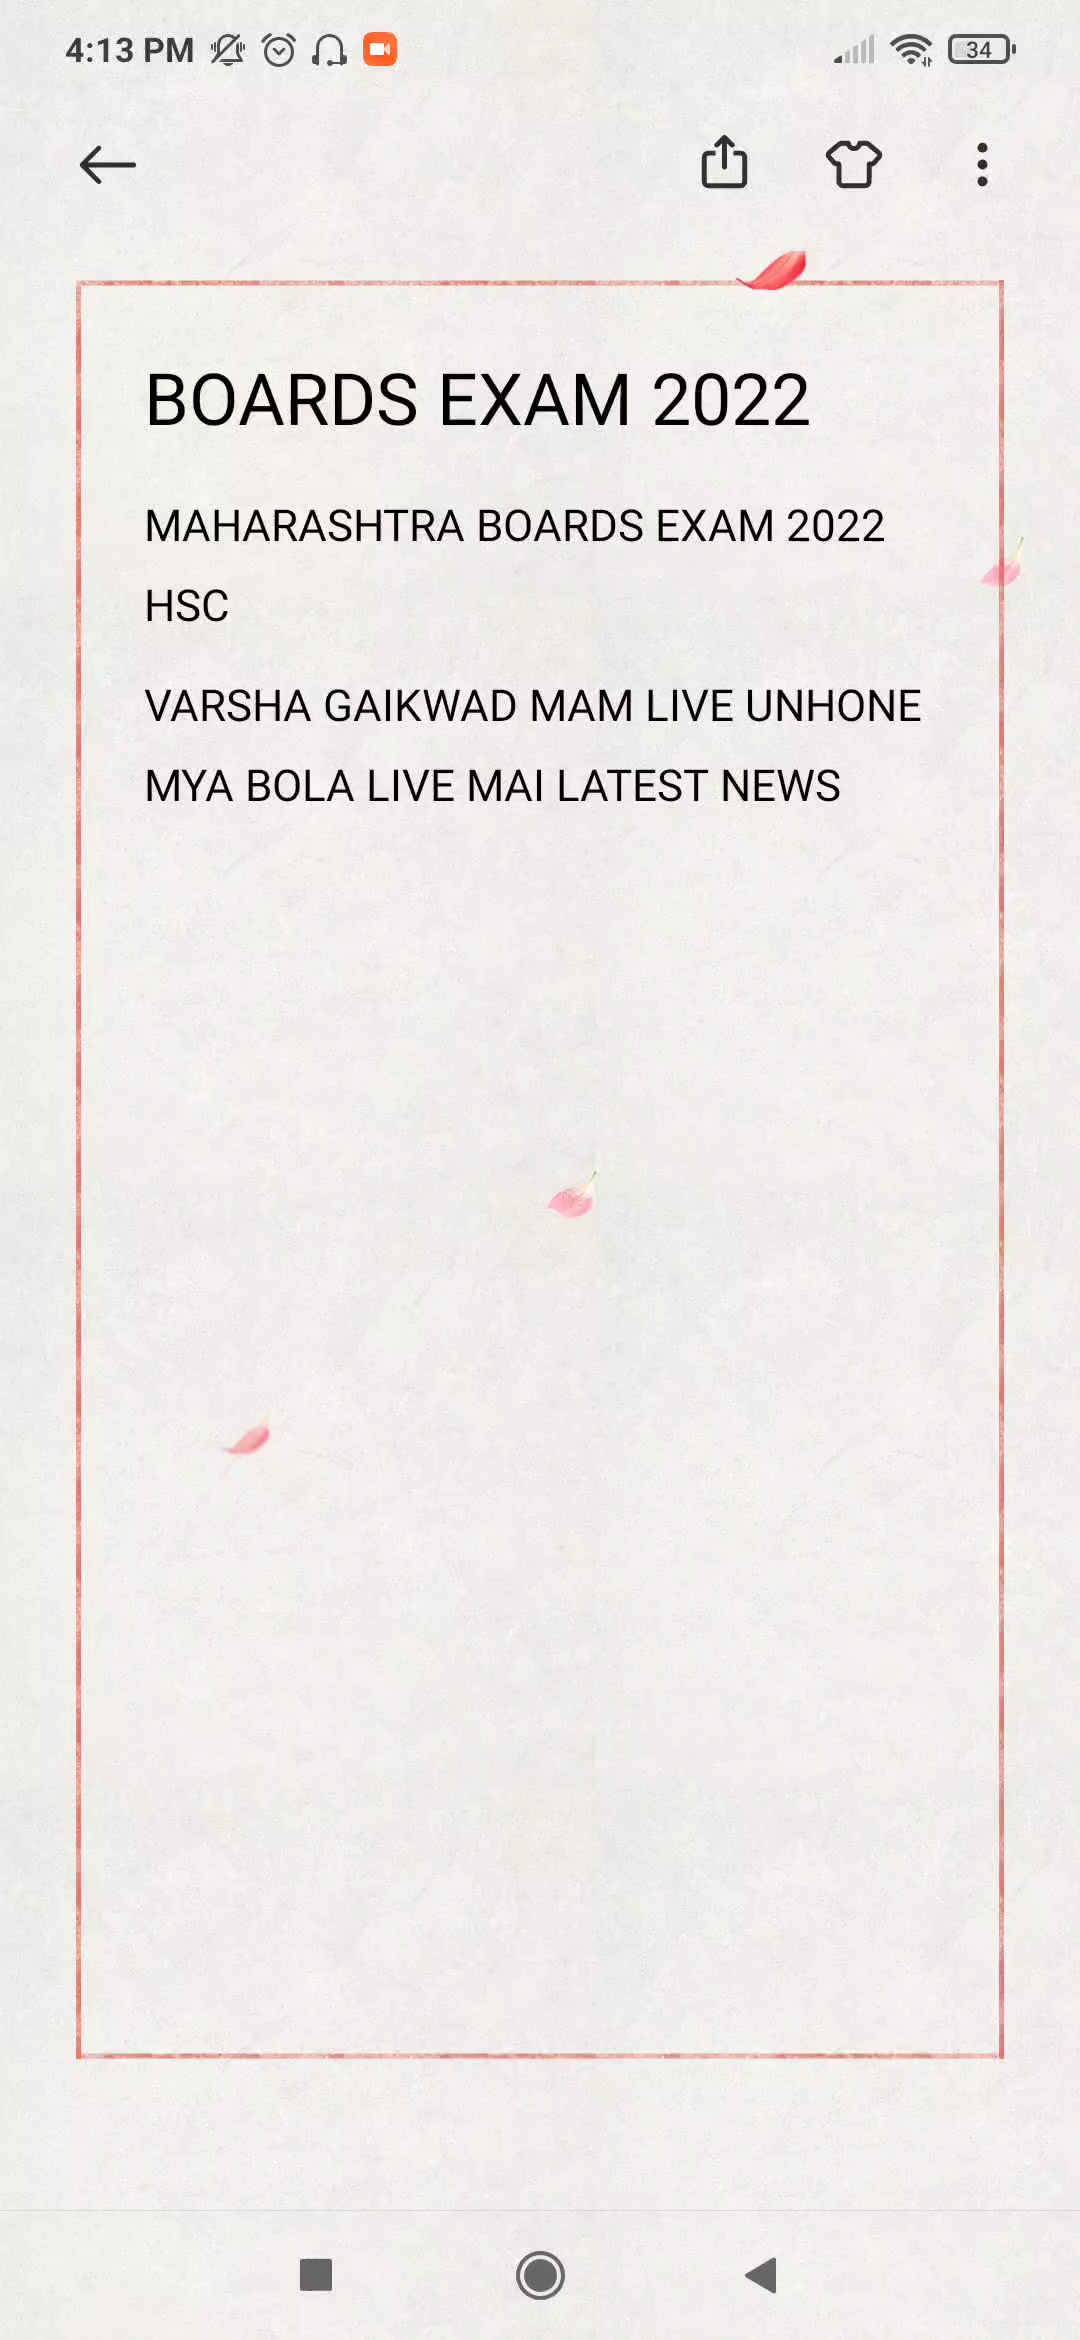 4:13 PM
34
BOARDS EXAM 2022
MAHARASHTRA BOARDS EXAM 2022
HSC
VARSHA GAIKWAD MAM LIVE UNHONE
MYA BOLA LIVE MAI LATEST NEWS